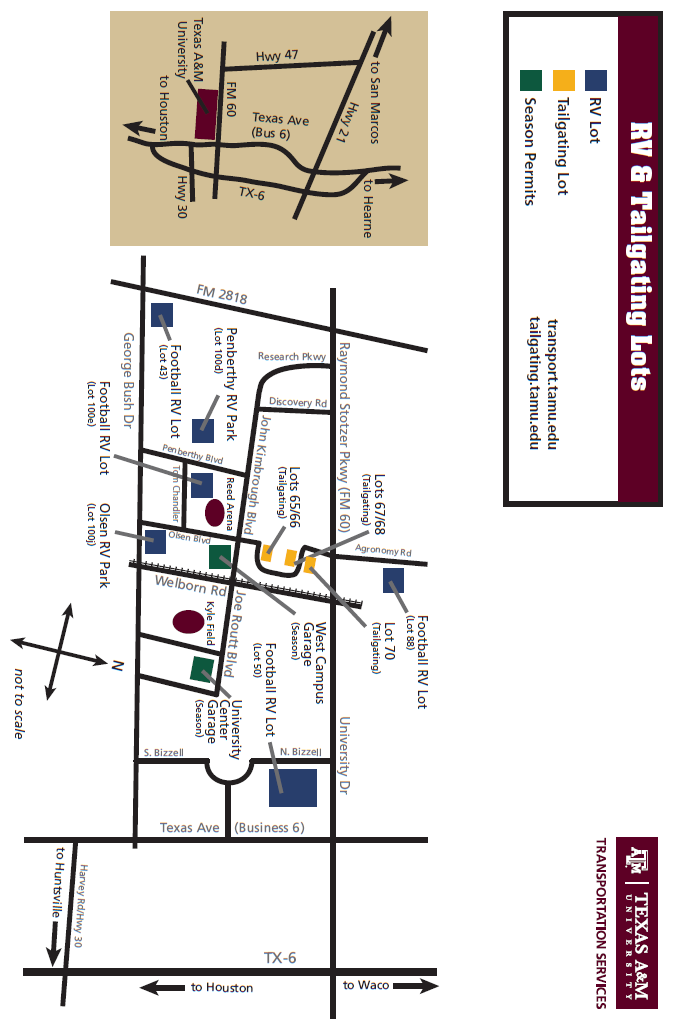 RV & Tailgating Lots
RV Lot
Tailgating Lot
Season Permits
transport.tamu.edu
tailgating.tamu.edu
ATM
TEXAS A&M
UNIVERSITY
TRANSPORTATION SERVICES
to San Marcos
Hwy 47
Hwy 21
Texas A&M
University
FM 60
Texas Ave
(Bus 6)
to Houston
Hwy 30
TX-6
to Hearne
FM 2818
Raymond Stotzer Pkwy (FM 60)
University Dr
Research Pkwy
Discovery Rd
Agronomy Rd
Lots 67/68
(Tailgating)
Lots 65/66
(Tailgating)
Lot 70
(Tailgating)
Football RV Lot
(Lot 88)
John Kimbrough Blvd
Joe Routt Blvd
Penberthy RV Park
(Lot 100d)
Football RV Lot
(Lot 43)
George Bush Dr
Football RV Lot
(Lot 100e)
Penberthy Blvd
Tom Chandler
Reed Arena
Olsen Blvd
Olsen RV Park
(Lot 100j)
Welborn Rd
Kyle Field
West Campus
Garage
(Season)
Football RV Lot
(Lot 50)
University
Center
Garage
(Season)
S. Bizzell
N. Bizzell
Texas Ave
(Business 6)
N
not to scale
Harvey Rd/Hwy 30
to Huntsville
TX-6
to Houston
to Waco